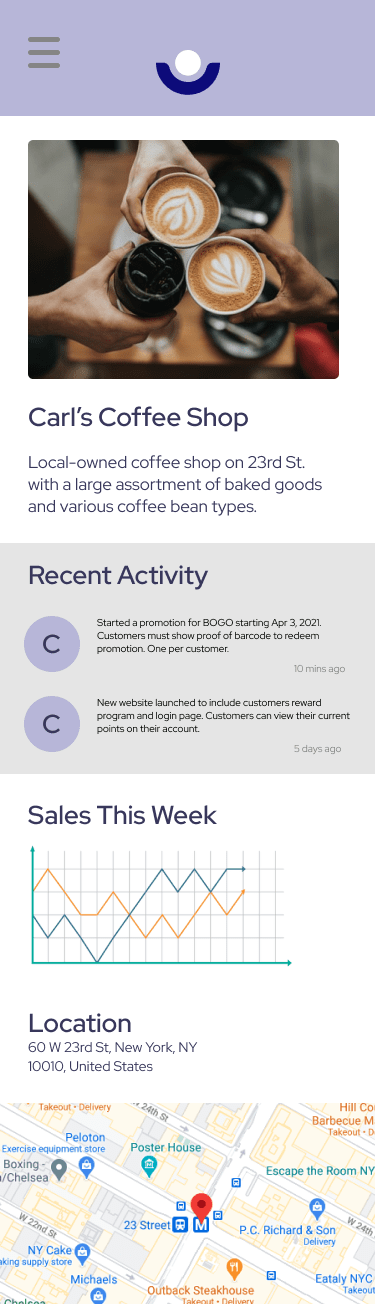 Carl's Coffee Shop
Local-owned coffee shop on 23rd St.
with a large assortment of baked goods
and various coffee bean types.
Recent Activity
C
Started a promotion for BOGO starting Apr 3, 2021.
Customers must show proof of barcode to redeem
promotion. One per customer.
10 mins ago
C
New website launched to include customers reward
program and login page. Customers can view their current
points on their account.
5 days ago
Sales This Week
Location
60 W 23rd St, New York, NY
10010, United States
Takeout • Delivery
W 24th St
Hill Co
Barbecue M
Takeout • D
Peloton
Exercise equipment store
Poster House
Boxing -
/Chelsea
Escape the Room NY
W 22nd St
23 Street
M
P.C. Richard & Son
Delivery
W 24th St
NY Cake
aking supply store
Michaels
Outback Steakhouse
Takeout • Delivery
Eataly NYC
Takeout • De
Chelsea